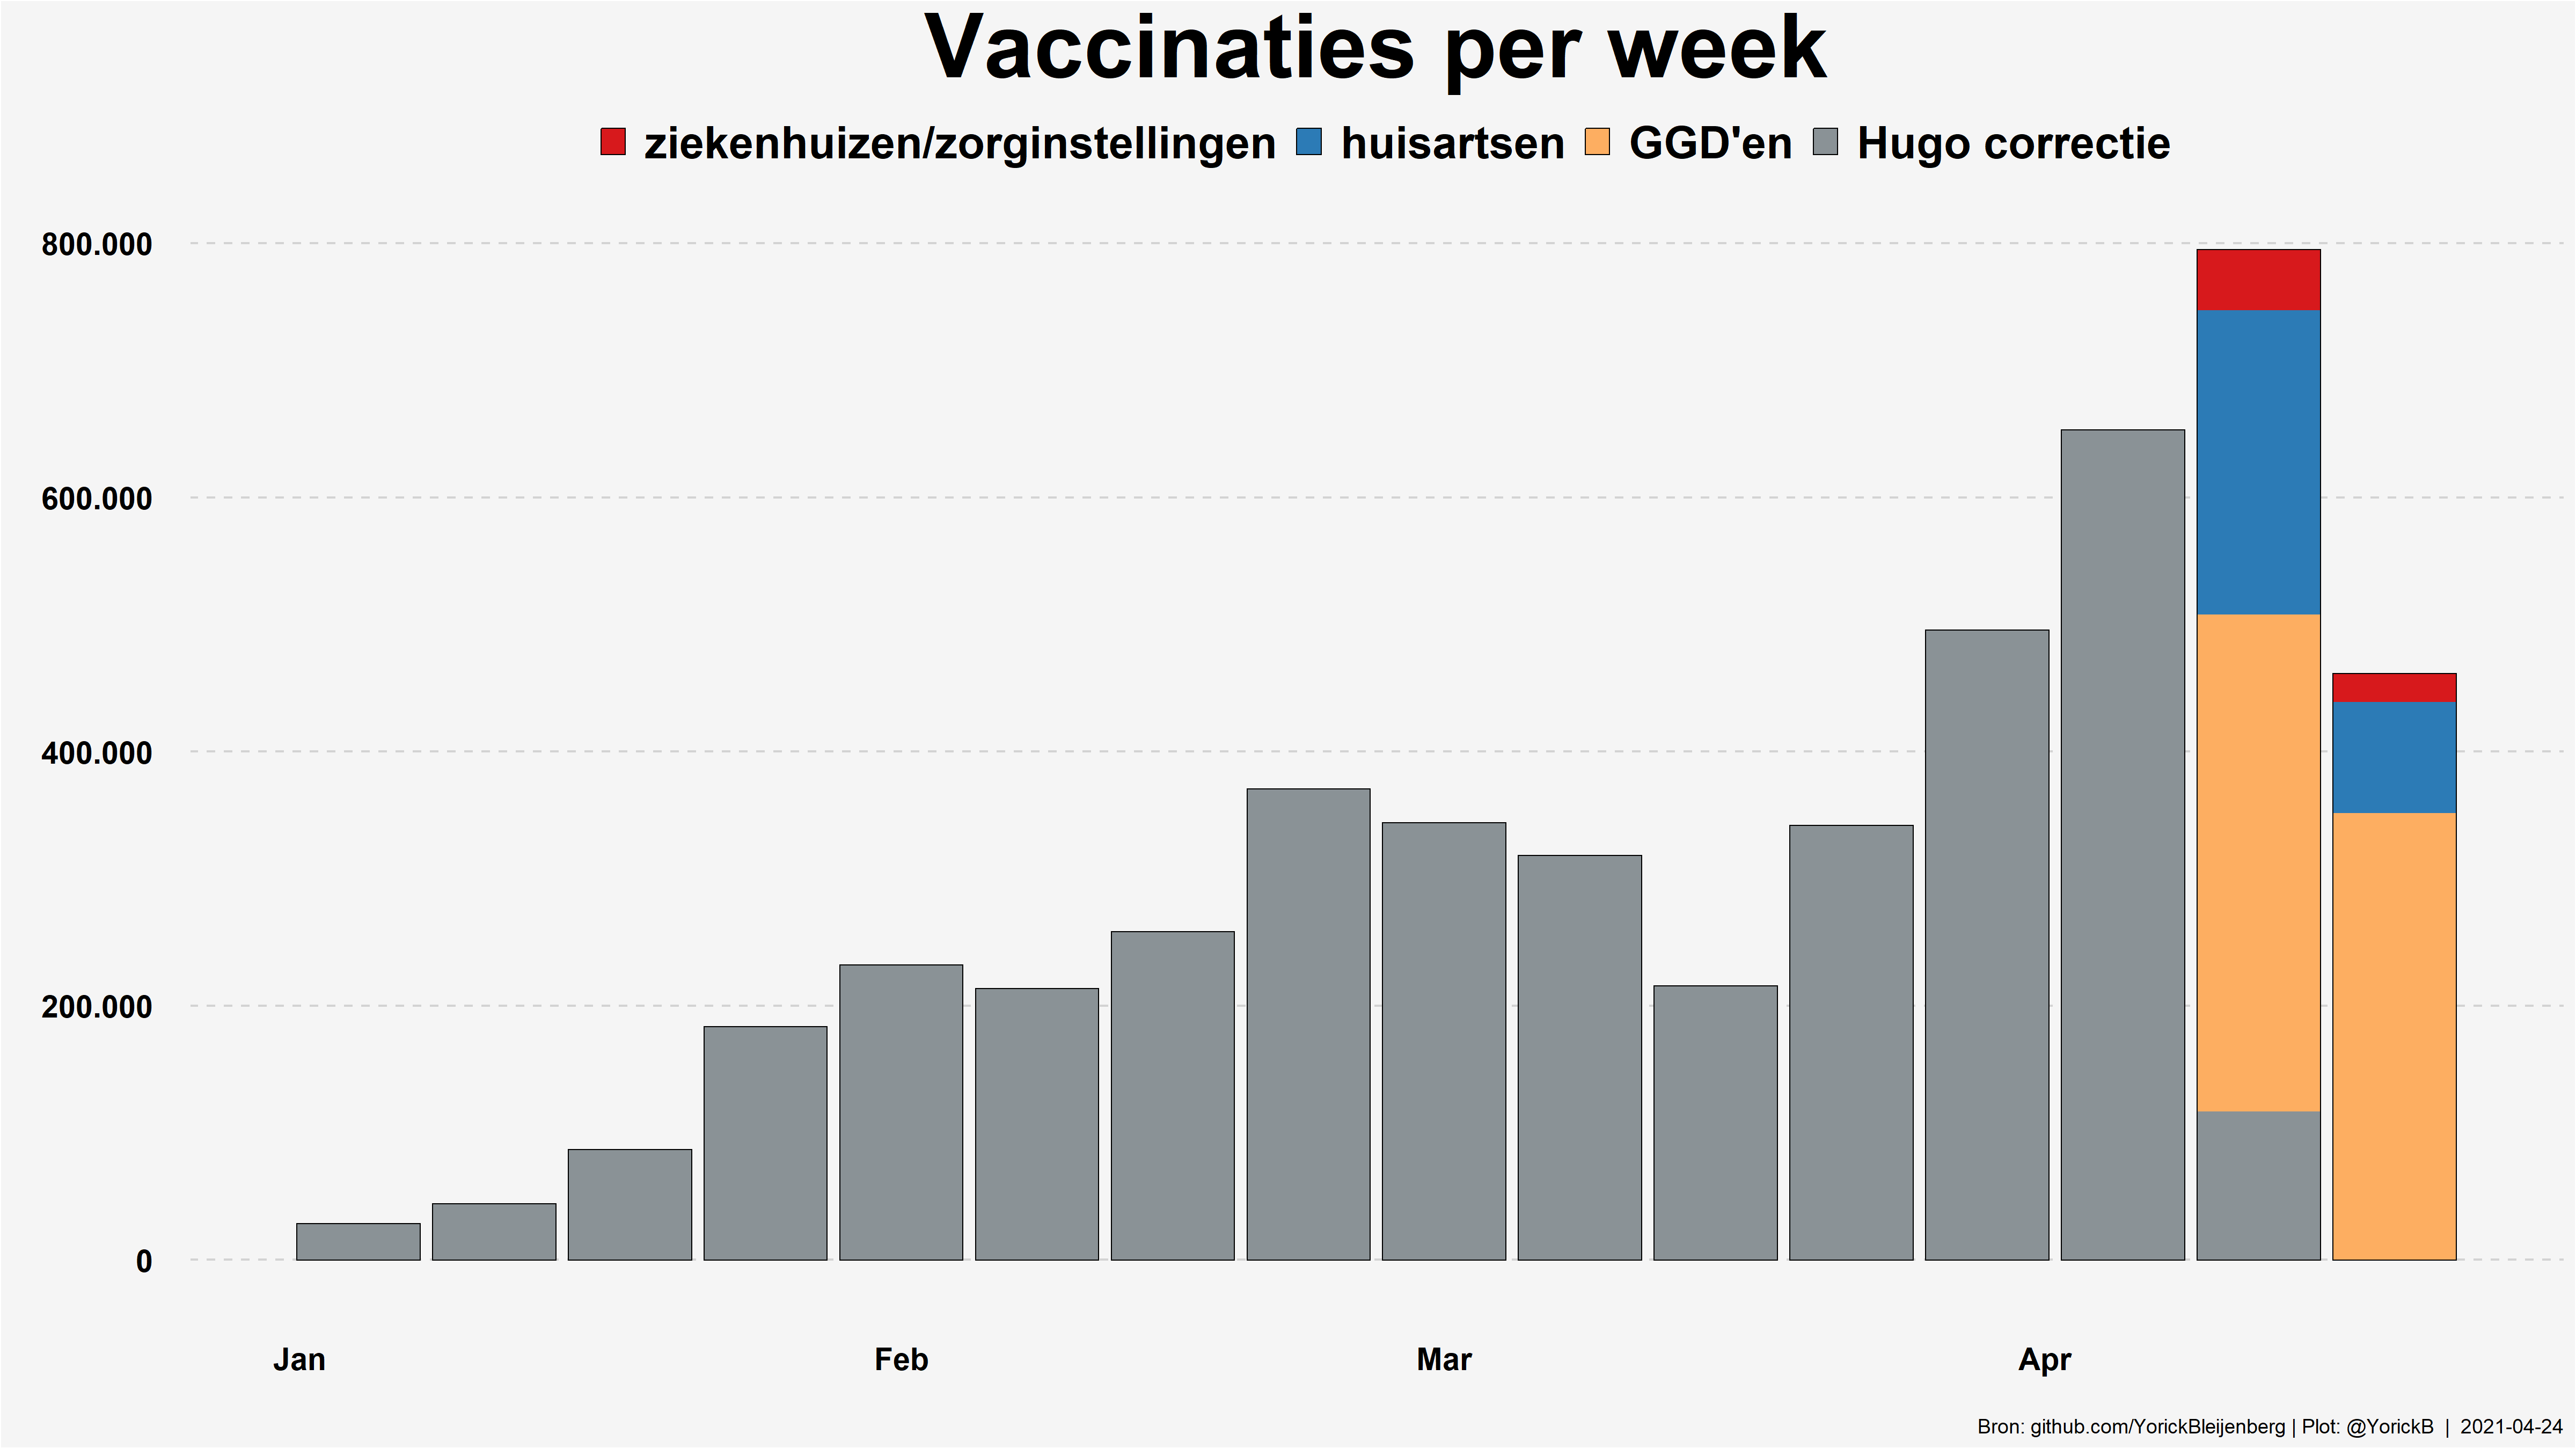 Vaccinaties per week
ziekenhuizen/zorginstellingen huisartsen GGD'en Hugo correctie
800.000
600.000
400.000
200.000
0
Jan Feb Mar Apr
Bron: github.com/YorickBleijenberg | Plot: @YorickB | 2021-04-24